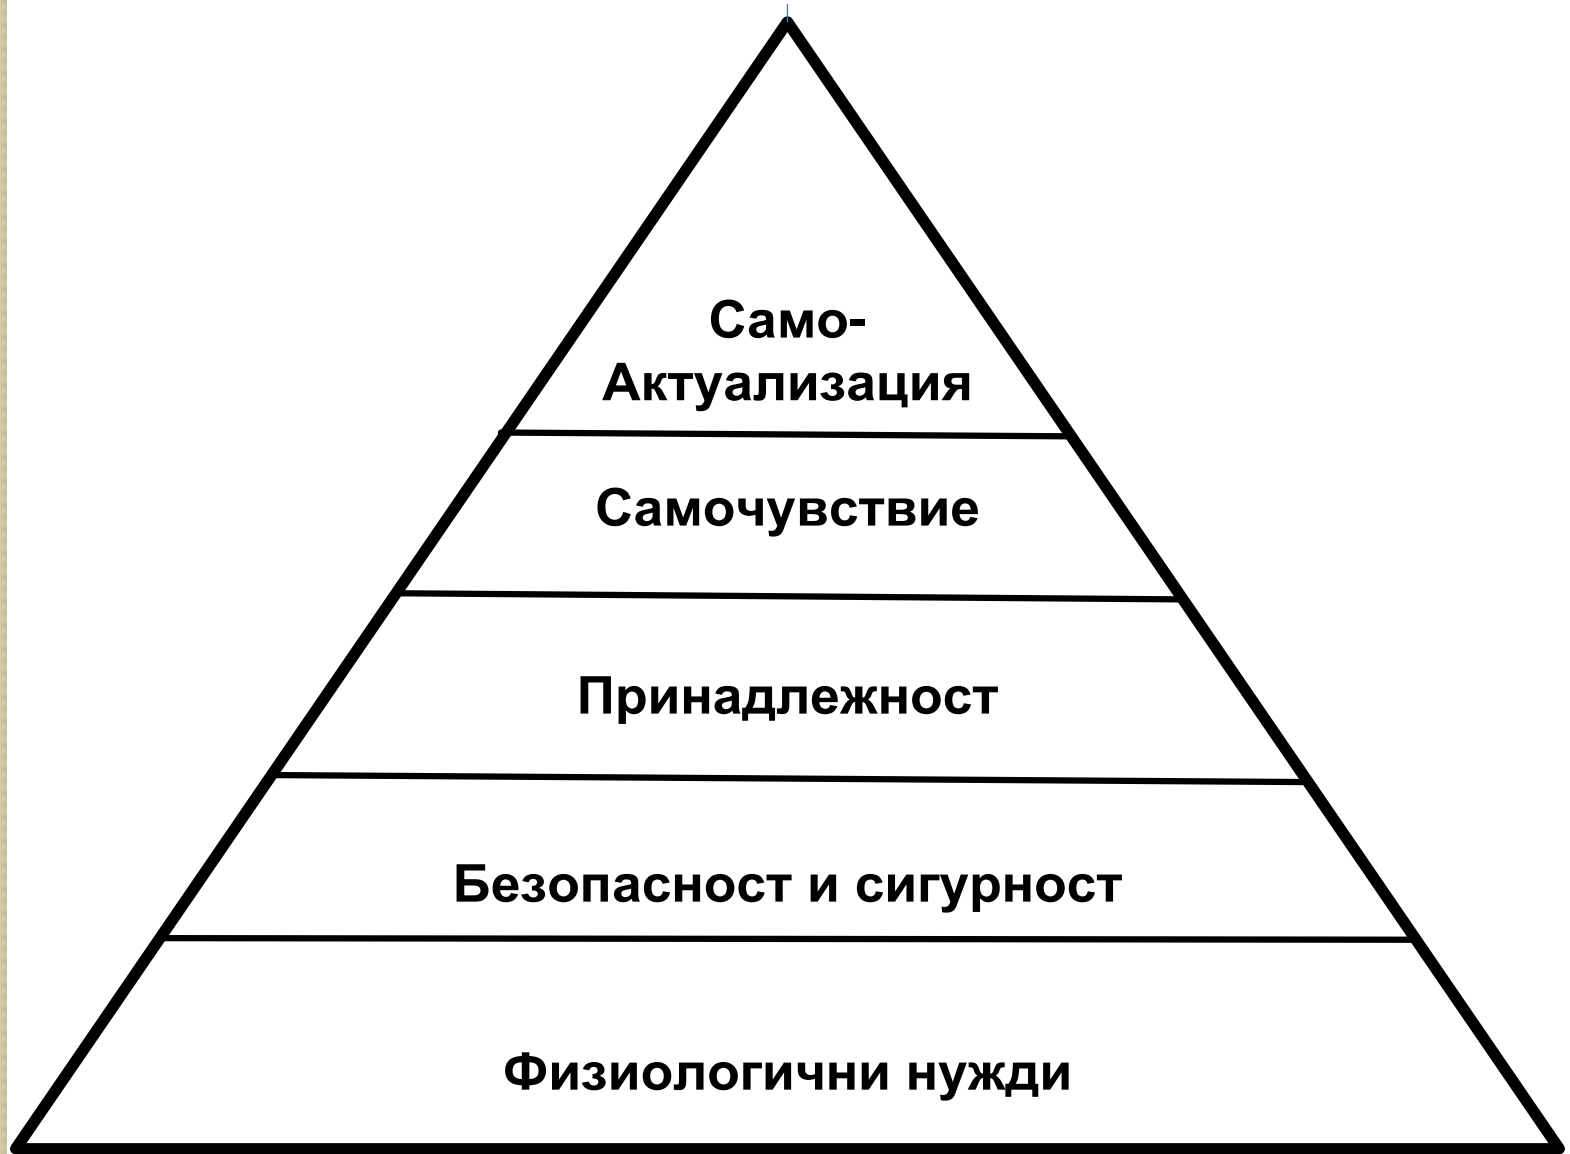 Само-
Актуализация
Самочувствие
Принадлежност
Безопасност и сигурност
Физиологични нужди